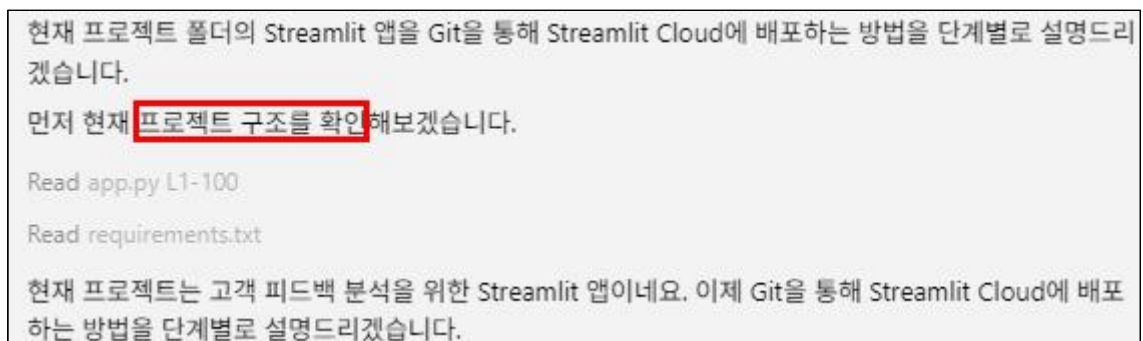 현재 프로젝트 폴더의 Streamlit 앱을 Git을 통해 Streamlit Cloud에 배포하는 방법을 단계별로 설명드리
겠습니다.
먼저 현재 프로젝트 구조를 확인해보겠습니다.
Read app.py L1-100
Read requirements.txt
현재 프로젝트는 고객 피드백 분석을 위한 Streamlit 앱이네요. 이제 Git을 통해 Streamlit Cloud에 배포
하는 방법을 단계별로 설명드리겠습니다.